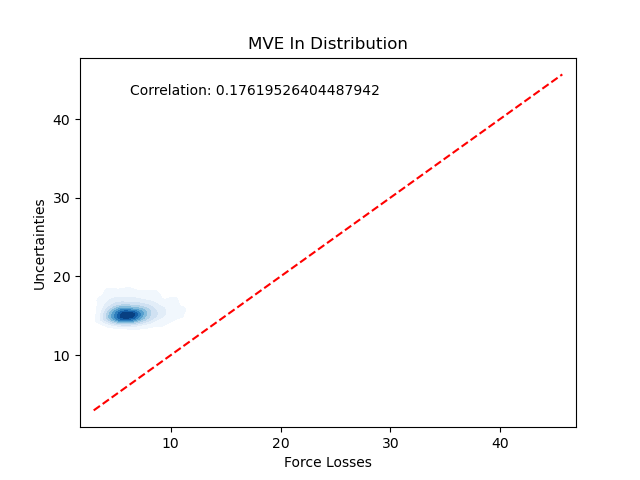 MVE In Distribution
Correlation: 0.17619526404487942
Uncertainties
40
30
20
10
10 20 30 40
Force Losses